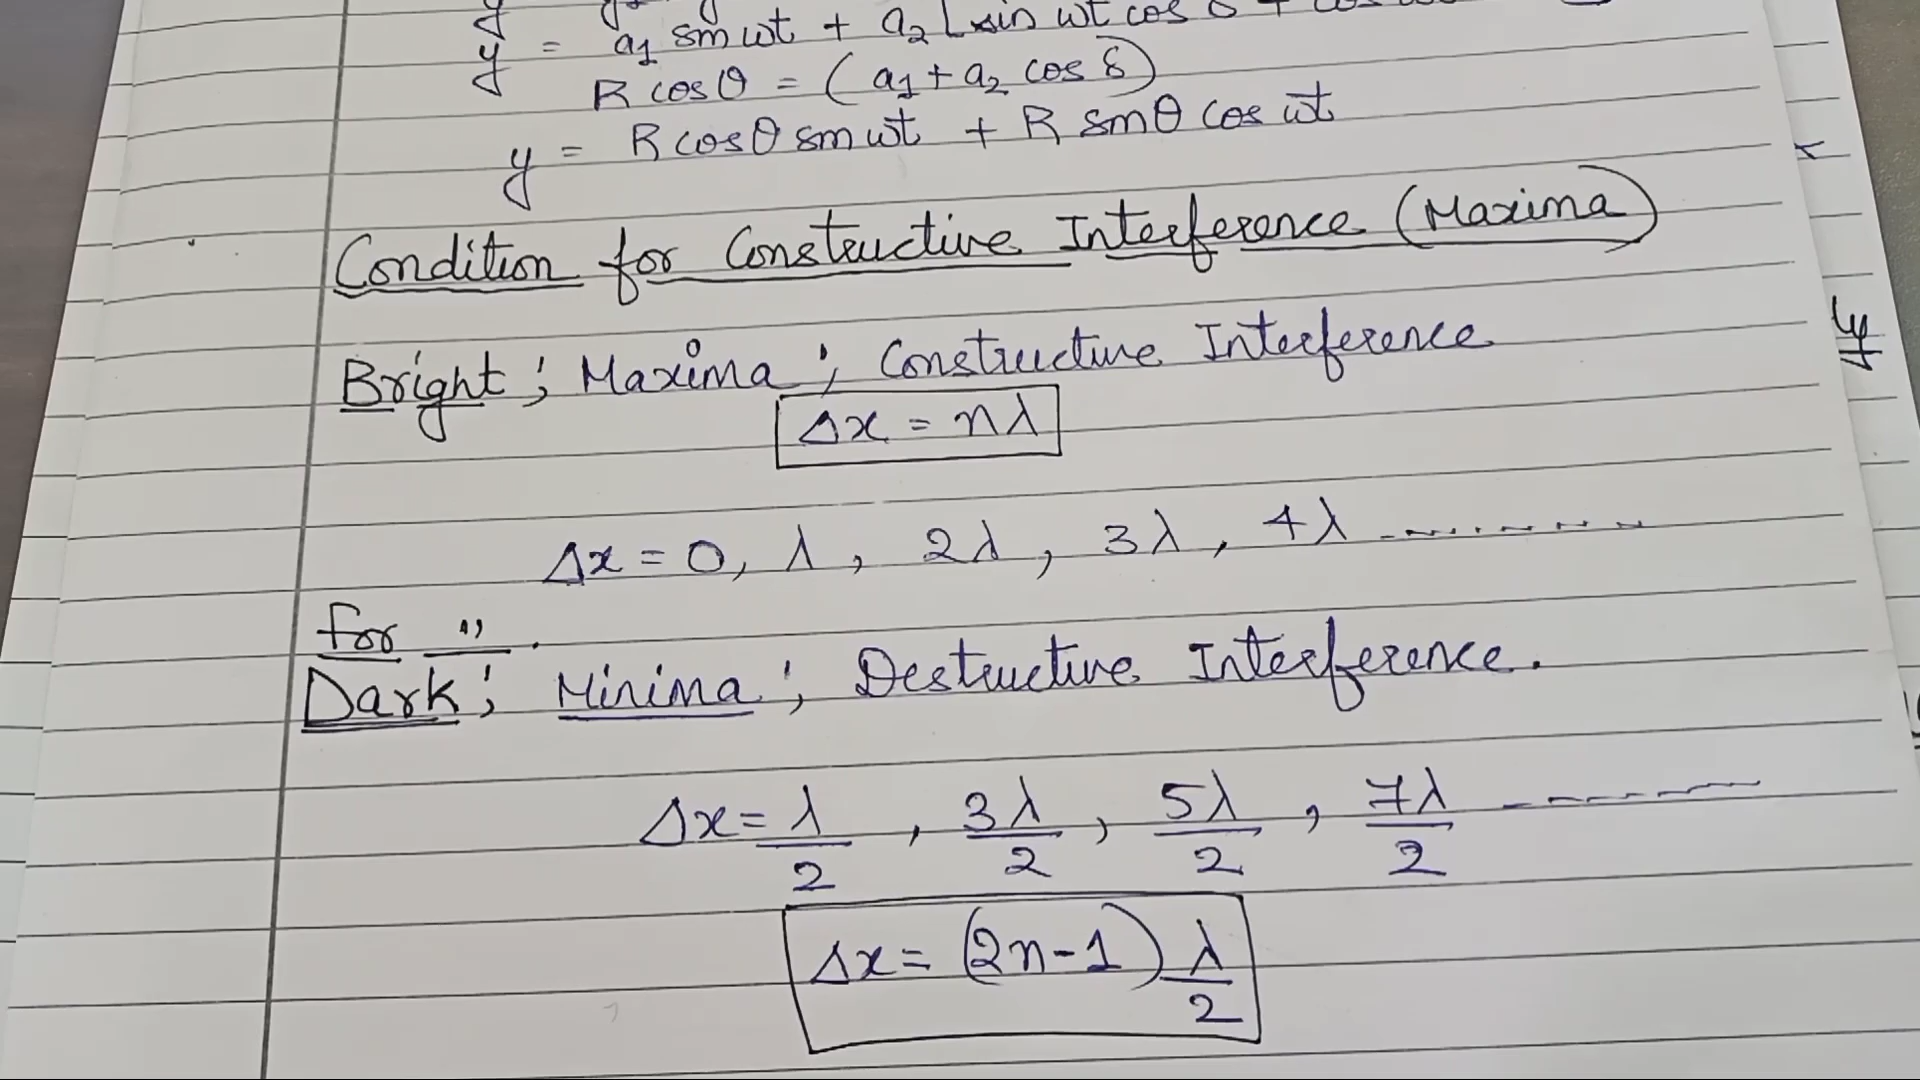 y = a₁ sin ωt + a₂ [sin ωt cos δ +
R cos θ = (a₁ + a₂ cos δ)
y = R cos θ sin ωt + R sin θ cos ωt
Condition for Constructive Interference (Maxima)
Bright ; Maxima ; Constructive Interference
Δx = nλ
Δx = 0, λ, 2λ, 3λ, 4λ --------
for "".
Dark ; Minima ; Destructive Interference.
Δx = λ/2, 3λ/2, 5λ/2, 7λ/2 -------
Δx = (2n-1) λ/2